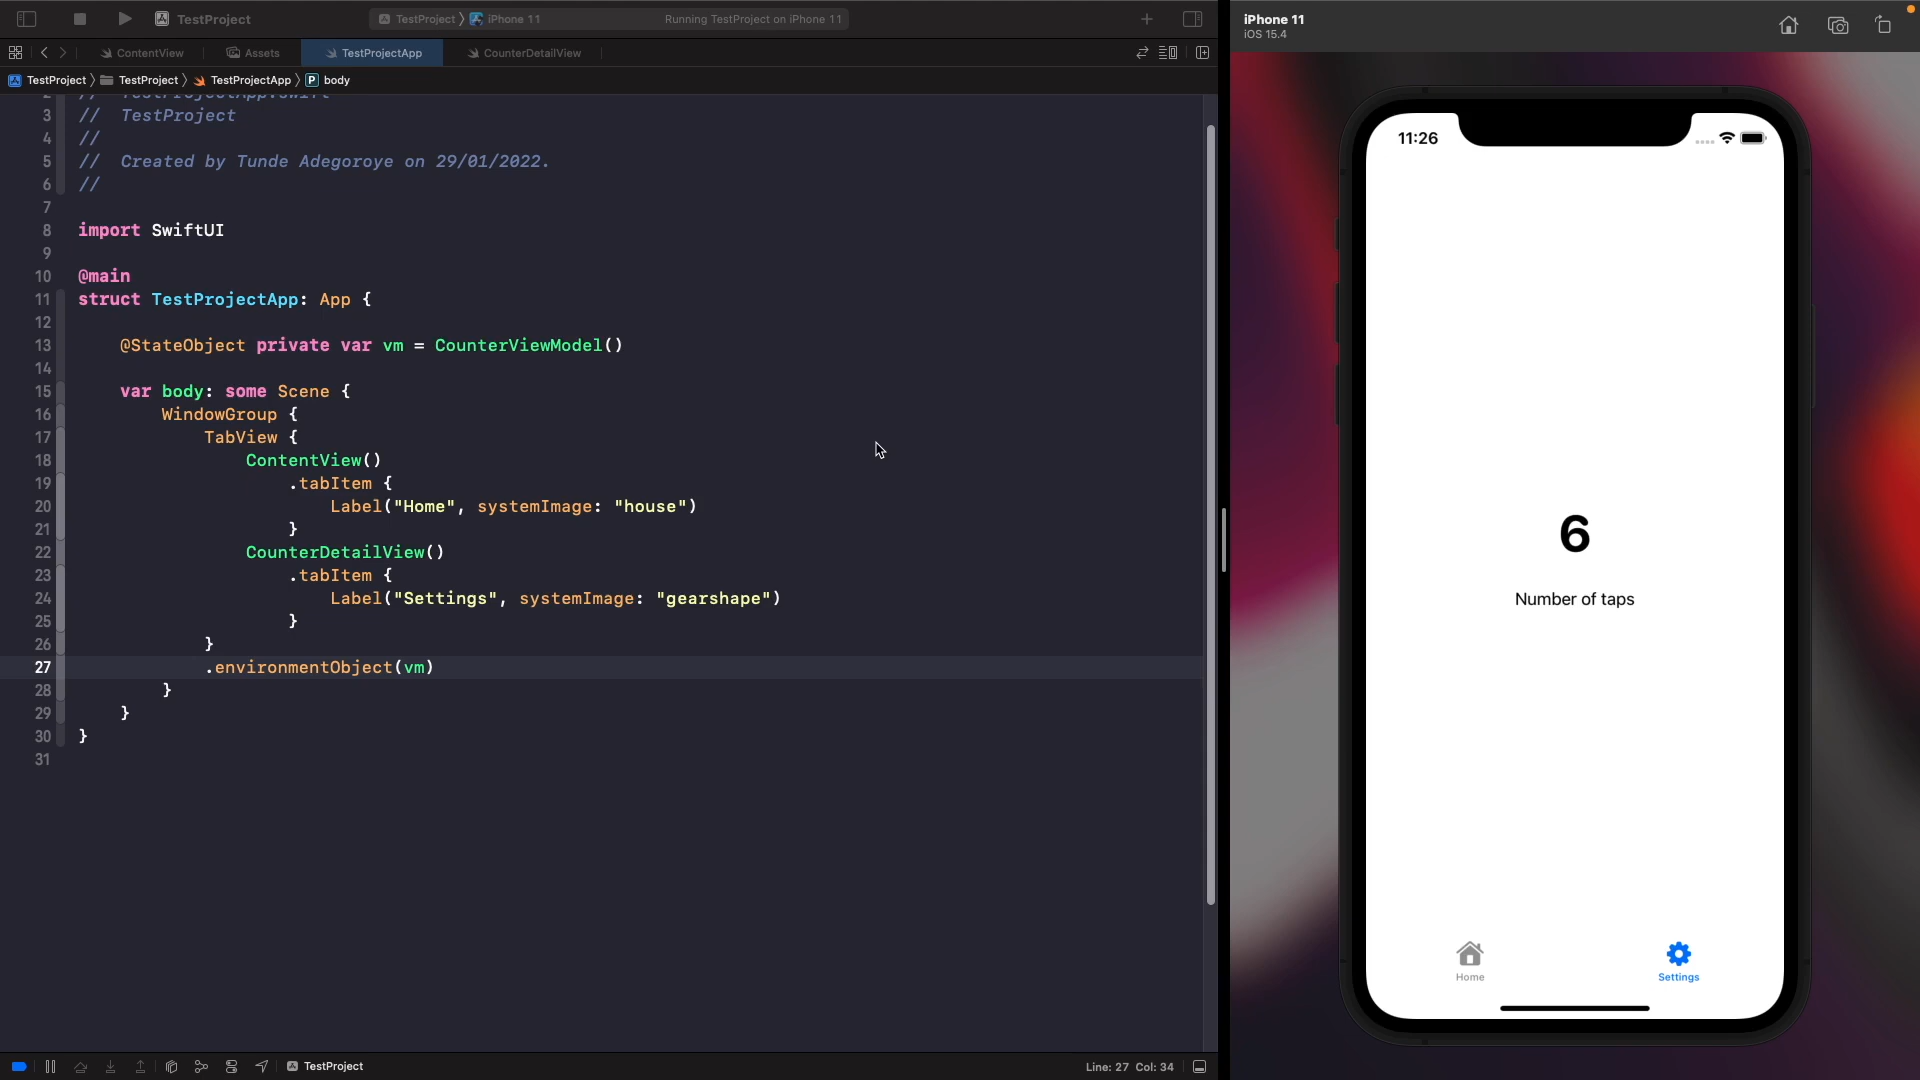 TestProject
TestProject 〉 iPhone 11
Running TestProject on iPhone 11
ContentView
Assets
TestProjectApp
CounterDetailView
TestProject 〉 TestProject 〉 TestProjectApp 〉 P body
2 // TestProjectApp.swift
3 // TestProject
4 //
5 // Created by Tunde Adegoroye on 29/01/2022.
6 //
7
8 import SwiftUI
9
10 @main
11 struct TestProjectApp: App {
12
13 @StateObject private var vm = CounterViewModel()
14
15 var body: some Scene {
16 WindowGroup {
17 TabView {
18 ContentView()
19 .tabItem {
20 Label("Home", systemImage: "house")
21 }
22 CounterDetailView()
23 .tabItem {
24 Label("Settings", systemImage: "gearshape")
25 }
26 }
27 .environmentObject(vm)
28 }
29 }
30 }
31
TestProject
Line: 27 Col: 34
iPhone 11
iOS 15.4
11:26
6
Number of taps
Home
Settings